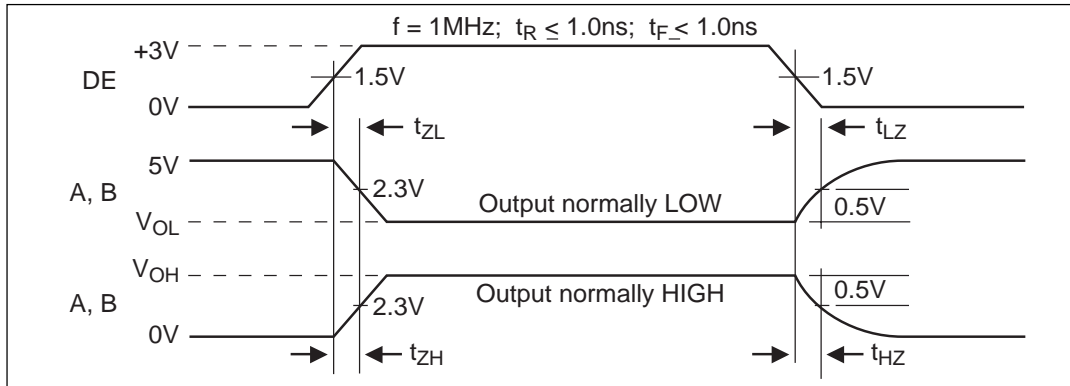 f = 1MHz; tR ≤ 1.0ns; tF ≤ 1.0ns
+3V
DE
1.5V
1.5V
0V
tZL
tLZ
5V
A, B
2.3V
Output normally LOW
0.5V
VOL
VOH
A, B
2.3V
Output normally HIGH
0.5V
0V
tZH
tHZ